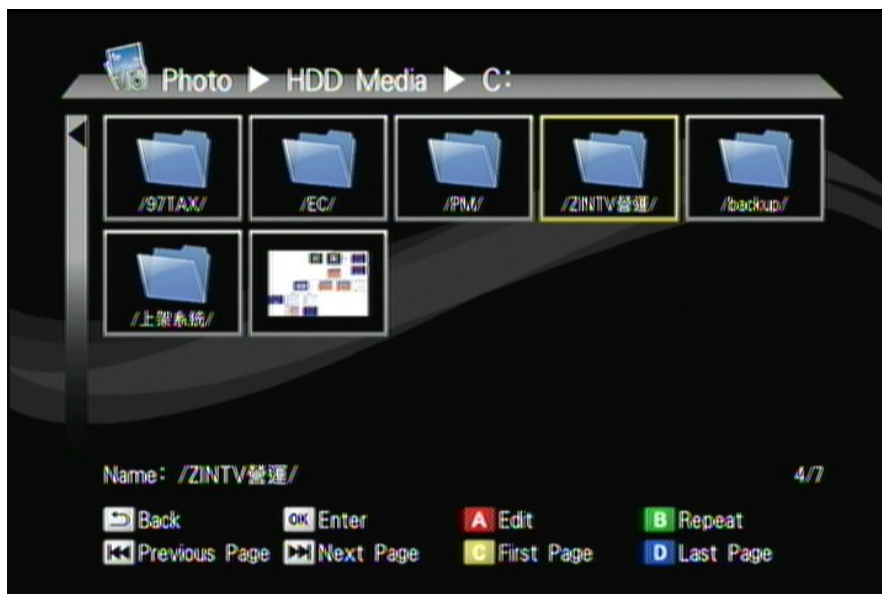 Photo ▶ HDD Media ▶ C:
/97TAX/ /EC/ /PM/ /ZINTV營運/ /backup/
/上架系統/
Name: /ZINTV營運/ 4/7
Back OK Enter A Edit B Repeat
Previous Page Next Page C First Page D Last Page